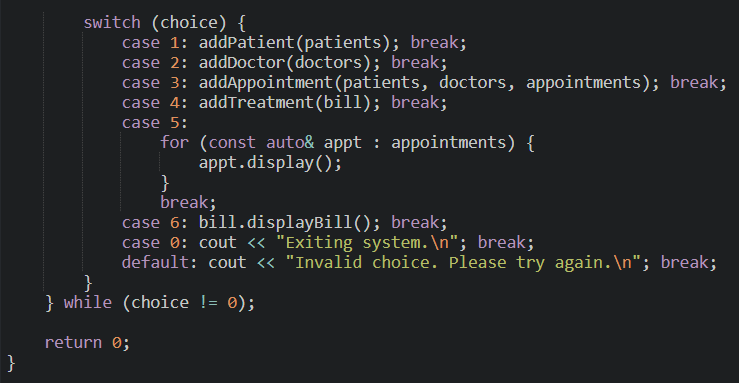 switch (choice) {
case 1: addPatient(patients); break;
case 2: addDoctor(doctors); break;
case 3: addAppointment(patients, doctors, appointments); break;
case 4: addTreatment(bill); break;
case 5:
for (const auto& appt : appointments) {
appt.display();
}
break;
case 6: bill.displayBill(); break;
case 0: cout << "Exiting system.\n"; break;
default: cout << "Invalid choice. Please try again.\n"; break;
}
} while (choice != 0);
return 0;
}